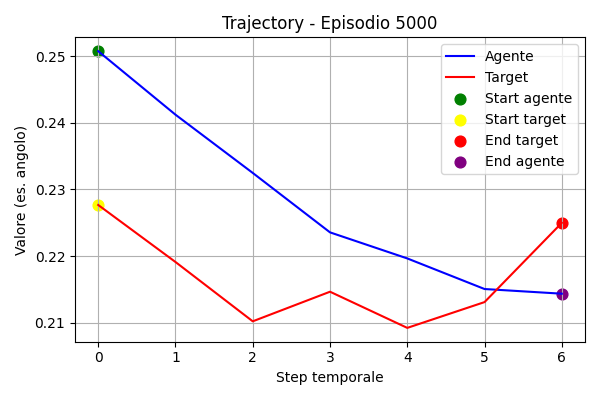 Trajectory - Episodio 5000
Agente
Target
Start agente
Start target
End target
End agente
Valore (es. angolo)
0.25
0.24
0.23
0.22
0.21
0 1 2 3 4 5 6
Step temporale